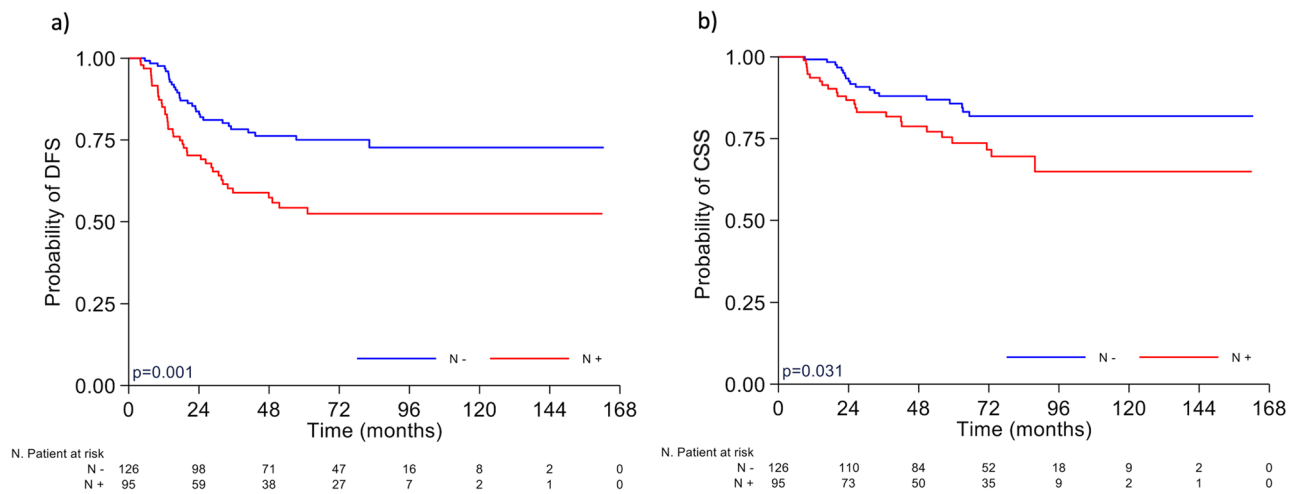 a)
Probability of DFS
1.00
0.75
0.50
0.25
0.00
p=0.001
N -
N +
0 24 48 72 96 120 144 168
Time (months)
N. Patient at risk
N - 126 98 71 47 16 8 2 0
N + 95 59 38 27 7 2 1 0
b)
Probability of CSS
1.00
0.75
0.50
0.25
0.00
p=0.031
N -
N +
0 24 48 72 96 120 144 168
Time (months)
N. Patient at risk
N - 126 110 84 52 18 9 2 0
N + 95 73 50 35 9 2 1 0